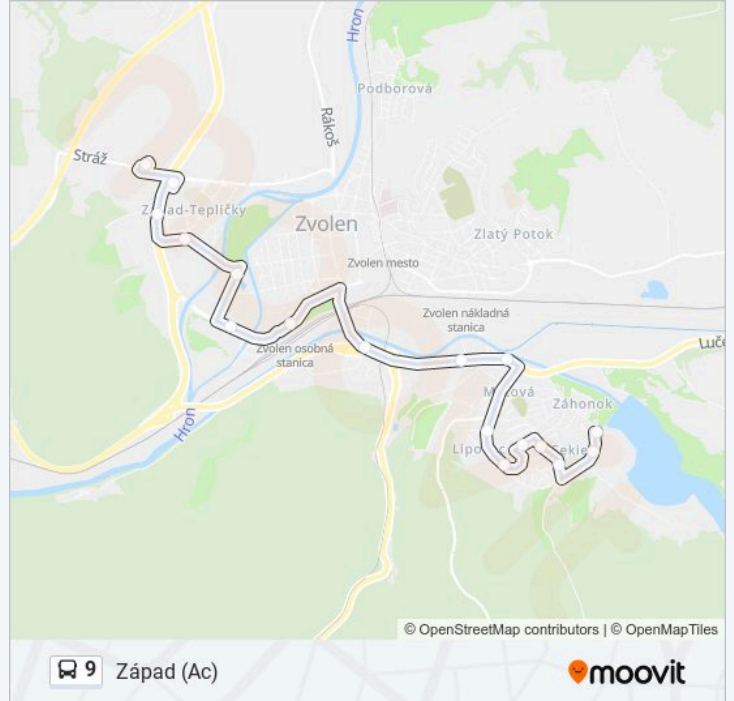 Hron
Podborová
Rákoš
Stráž
Západ-Tepličky
Zvolen
Zlatý Potok
Zvolen mesto
Zvolen nákladná
stanica
Zvolen osobná
stanica
Luče
Môťová
Záhonok
Hron
© OpenStreetMap contributors | © OpenMapTiles
9 Západ (Ac)
moovit